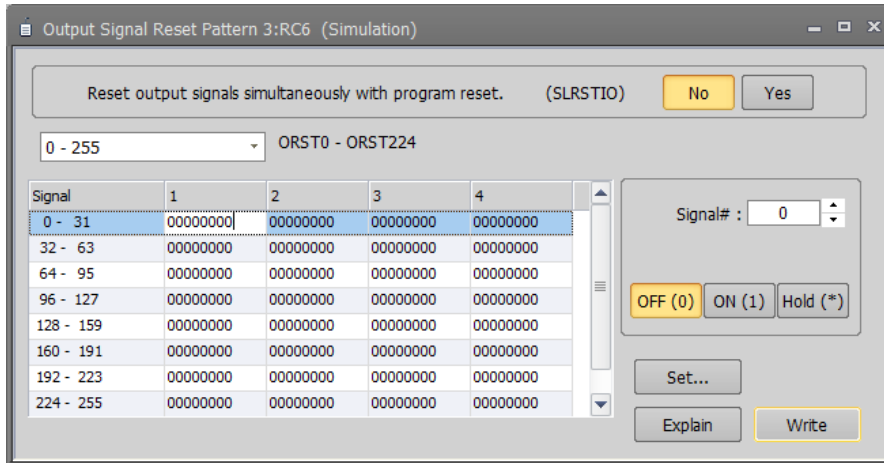 Output Signal Reset Pattern 3:RC6 (Simulation)
Reset output signals simultaneously with program reset. (SLRSTIO) No Yes
0 - 255 ORST0 - ORST224
Signal 1 2 3 4
0 - 31 00000000 00000000 00000000 00000000
32 - 63 00000000 00000000 00000000 00000000
64 - 95 00000000 00000000 00000000 00000000
96 - 127 00000000 00000000 00000000 00000000
128 - 159 00000000 00000000 00000000 00000000
160 - 191 00000000 00000000 00000000 00000000
192 - 223 00000000 00000000 00000000 00000000
224 - 255 00000000 00000000 00000000 00000000
Signal# : 0
OFF (0) ON (1) Hold (*)
Set...
Explain Write